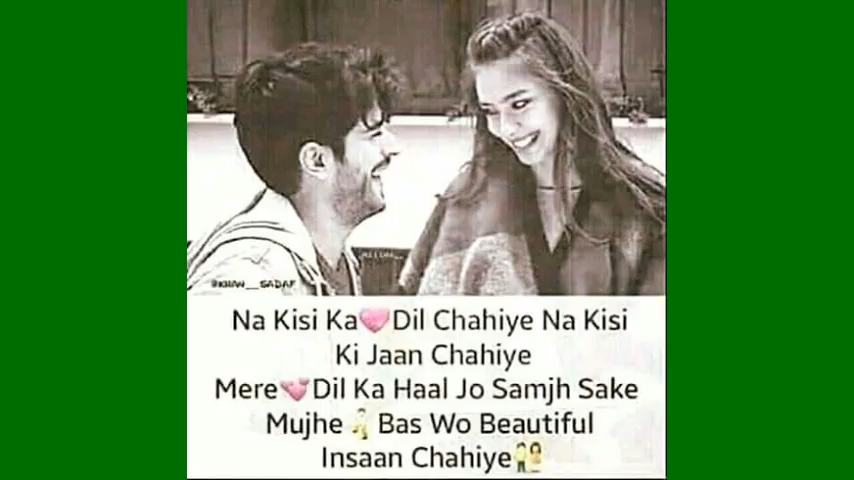 @KHAN__SADAF
Na Kisi Ka💗Dil Chahiye Na Kisi
Ki Jaan Chahiye
Mere💕Dil Ka Haal Jo Samjh Sake
Mujhe🏃Bas Wo Beautiful
Insaan Chahiye👫